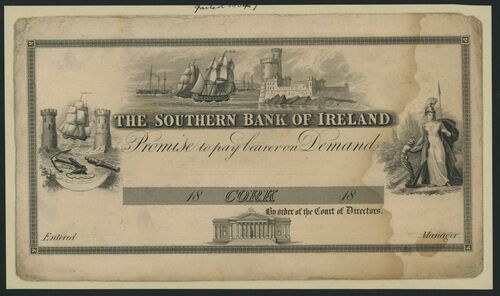 THE SOUTHERN BANK OF IRELAND
Promise to pay bearer on Demand
18 CORK 18
By order of the Court of Directors.
Entered
Manager.